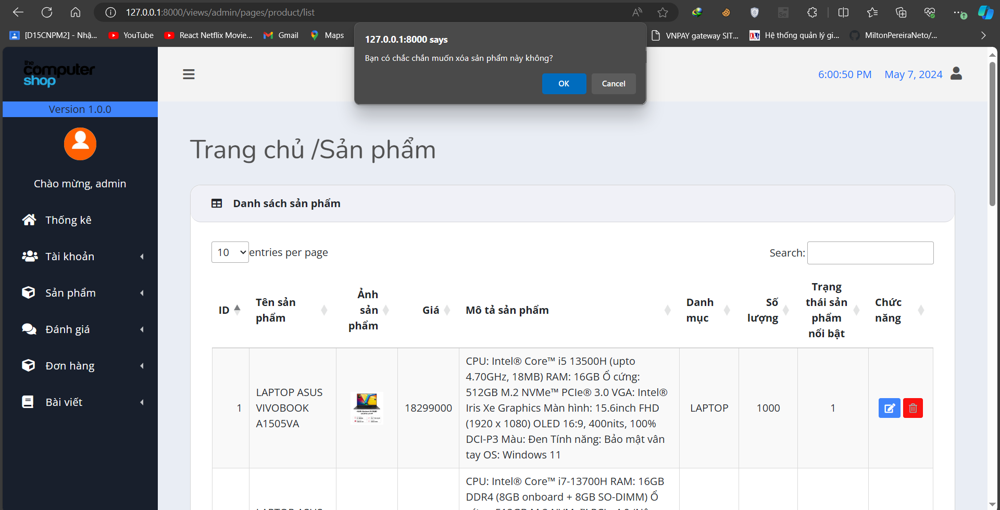 127.0.0.1:8000/views/admin/pages/product/list
[D15CNPM2] - Nhậ...
YouTube
React Netflix Movie...
Gmail
Maps
VNPAY gateway SIT...
Hệ thống quản lý gi...
MiltonPereiraNeto/...
127.0.0.1:8000 says
Bạn có chắc chắn muốn xóa sản phẩm này không?
OK
Cancel
the
computer
shop
6:00:50 PM
May 7, 2024
Version 1.0.0
Chào mừng, admin
Thống kê
Tài khoản
Sản phẩm
Đánh giá
Đơn hàng
Bài viết
Trang chủ /Sản phẩm
Danh sách sản phẩm
10
entries per page
Search:
ID
Tên sản
phẩm
Ảnh
sản
phẩm
Giá
Mô tả sản phẩm
Danh
mục
Số
lượng
Trạng
thái sản
phẩm
nổi bật
Chức
năng
1
LAPTOP ASUS
VIVOBOOK
A1505VA
18299000
CPU: Intel® Core™ i5 13500H (upto
4.70GHz, 18MB) RAM: 16GB Ổ cứng:
512GB M.2 NVMe™ PCIe® 3.0 VGA: Intel®
Iris Xe Graphics Màn hình: 15.6inch FHD
(1920 x 1080) OLED 16:9, 400nits, 100%
DCI-P3 Màu: Đen Tính năng: Bảo mật vân
tay OS: Windows 11
LAPTOP
1000
1
CPU: Intel® Core™ i7-13700H RAM: 16GB
DDR4 (8GB onboard + 8GB SO-DIMM) Ổ